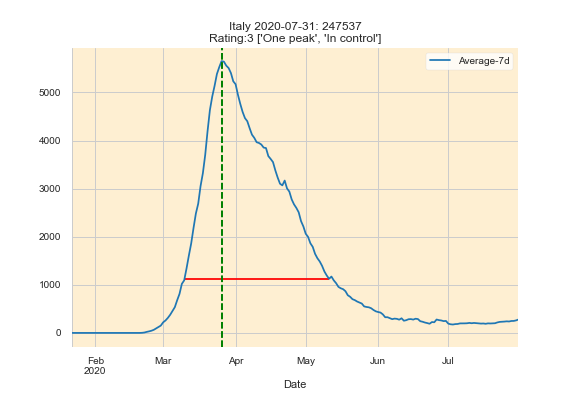 Italy 2020-07-31: 247537
Rating:3 ['One peak', 'In control']
Average-7d
5000
4000
3000
2000
1000
0
Feb Mar Apr May Jun Jul
2020
Date